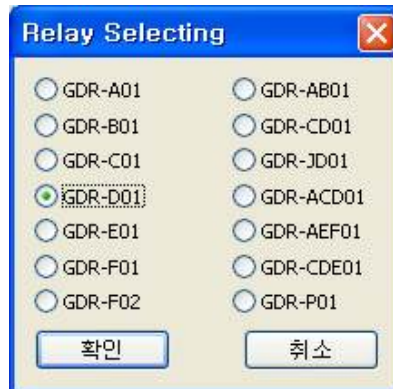 Relay Selecting
GDR-A01 GDR-AB01
GDR-B01 GDR-CD01
GDR-C01 GDR-JD01
GDR-D01 GDR-ACD01
GDR-E01 GDR-AEF01
GDR-F01 GDR-CDE01
GDR-F02 GDR-P01
확인 취소